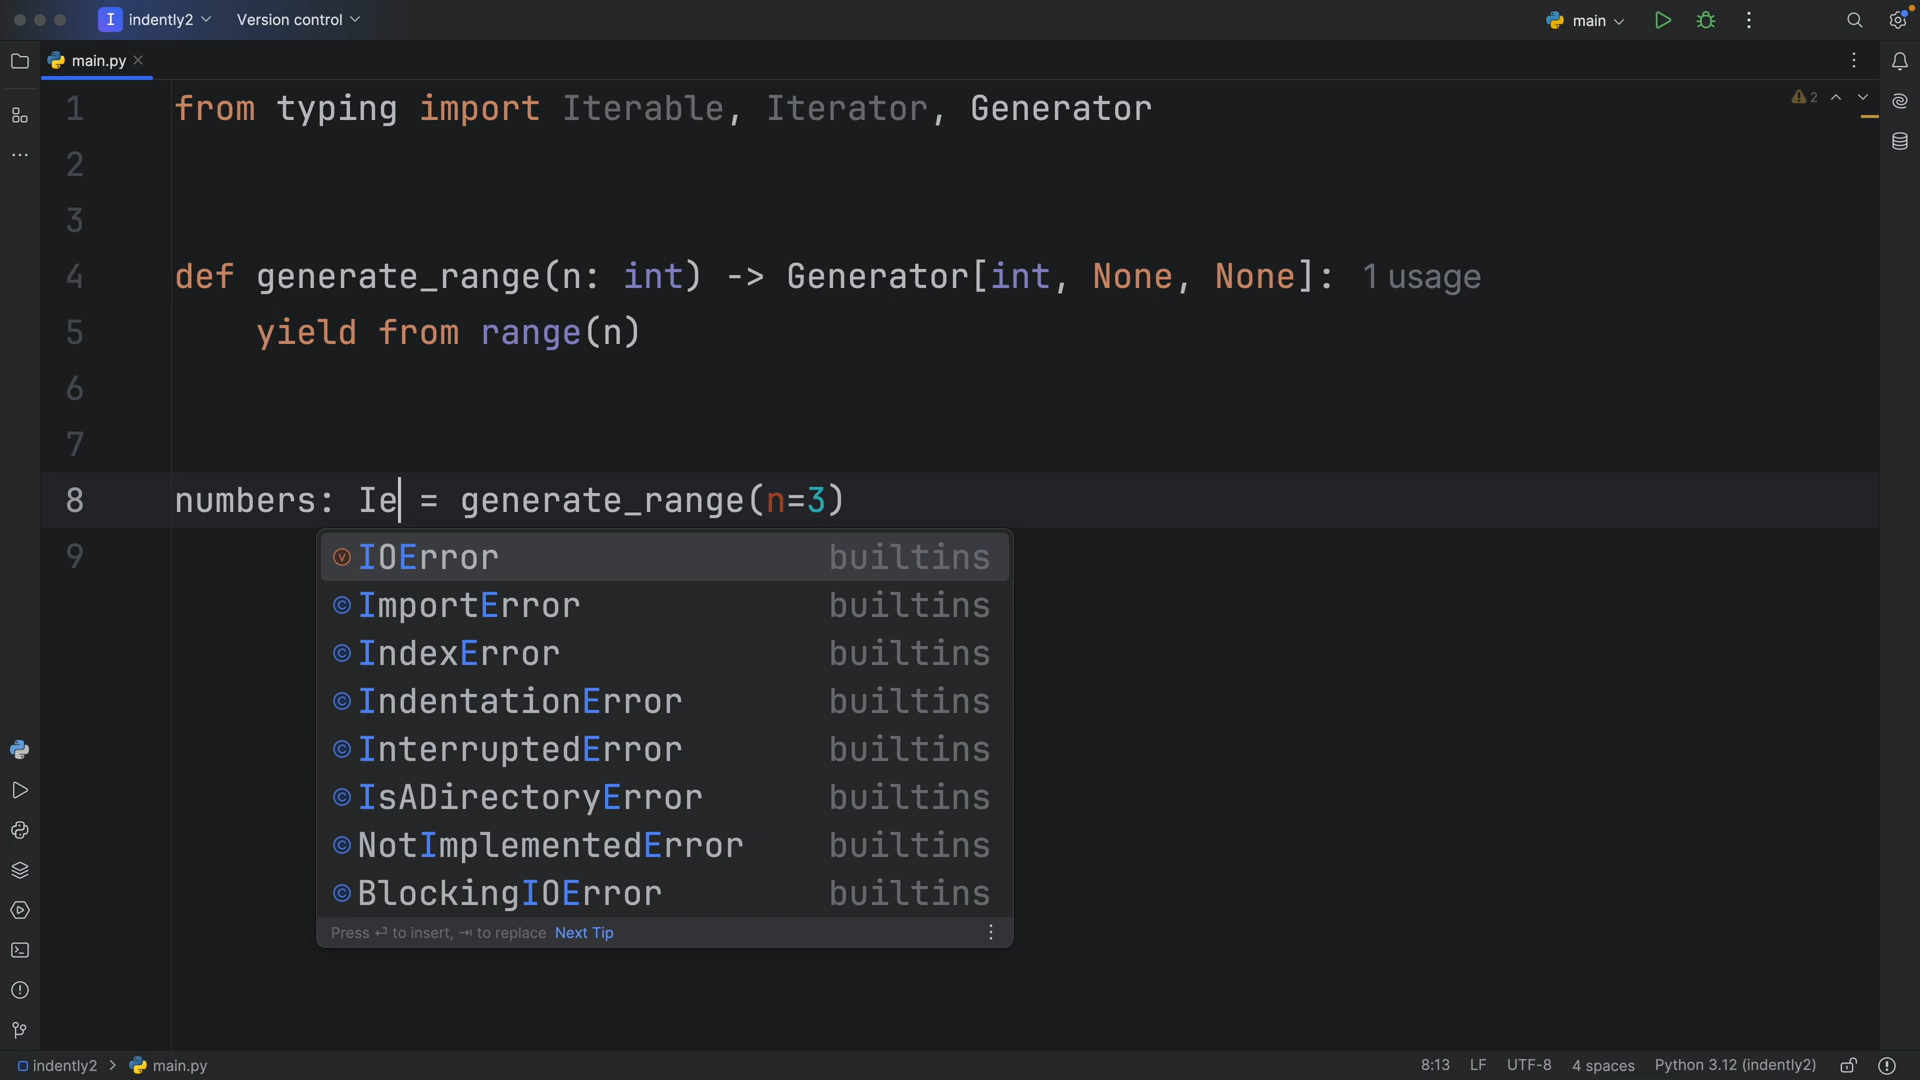 I indently2 Version control main
main.py
1 from typing import Iterable, Iterator, Generator
2
3
4 def generate_range(n: int) -> Generator[int, None, None]: 1 usage
5 yield from range(n)
6
7
8 numbers: Ie = generate_range(n=3)
9
2
IOError builtins
ImportError builtins
IndexError builtins
IndentationError builtins
InterruptedError builtins
IsADirectoryError builtins
NotImplementedError builtins
BlockingIOError builtins
Press ⏎ to insert, ⇥ to replace Next Tip
indently2 > main.py 8:13 LF UTF-8 4 spaces Python 3.12 (indently2)